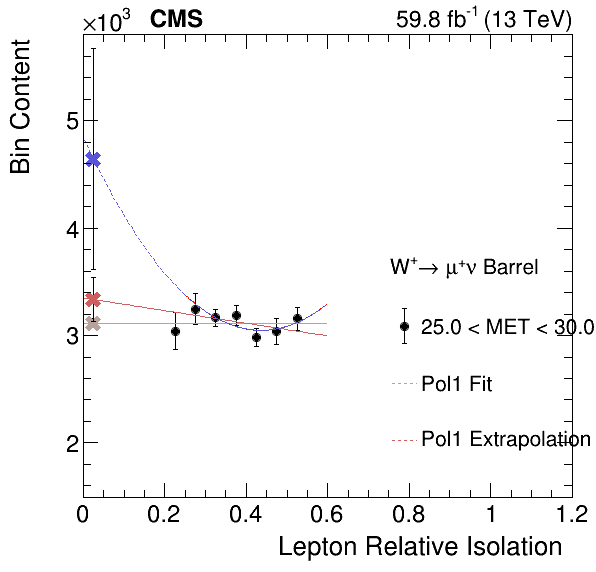 ×10³ CMS 59.8 fb⁻¹ (13 TeV)
Bin Content
5
4
3
2
W⁺→ μ⁺ν Barrel
25.0 < MET < 30.0
Pol1 Fit
Pol1 Extrapolation
0 0.2 0.4 0.6 0.8 1 1.2
Lepton Relative Isolation